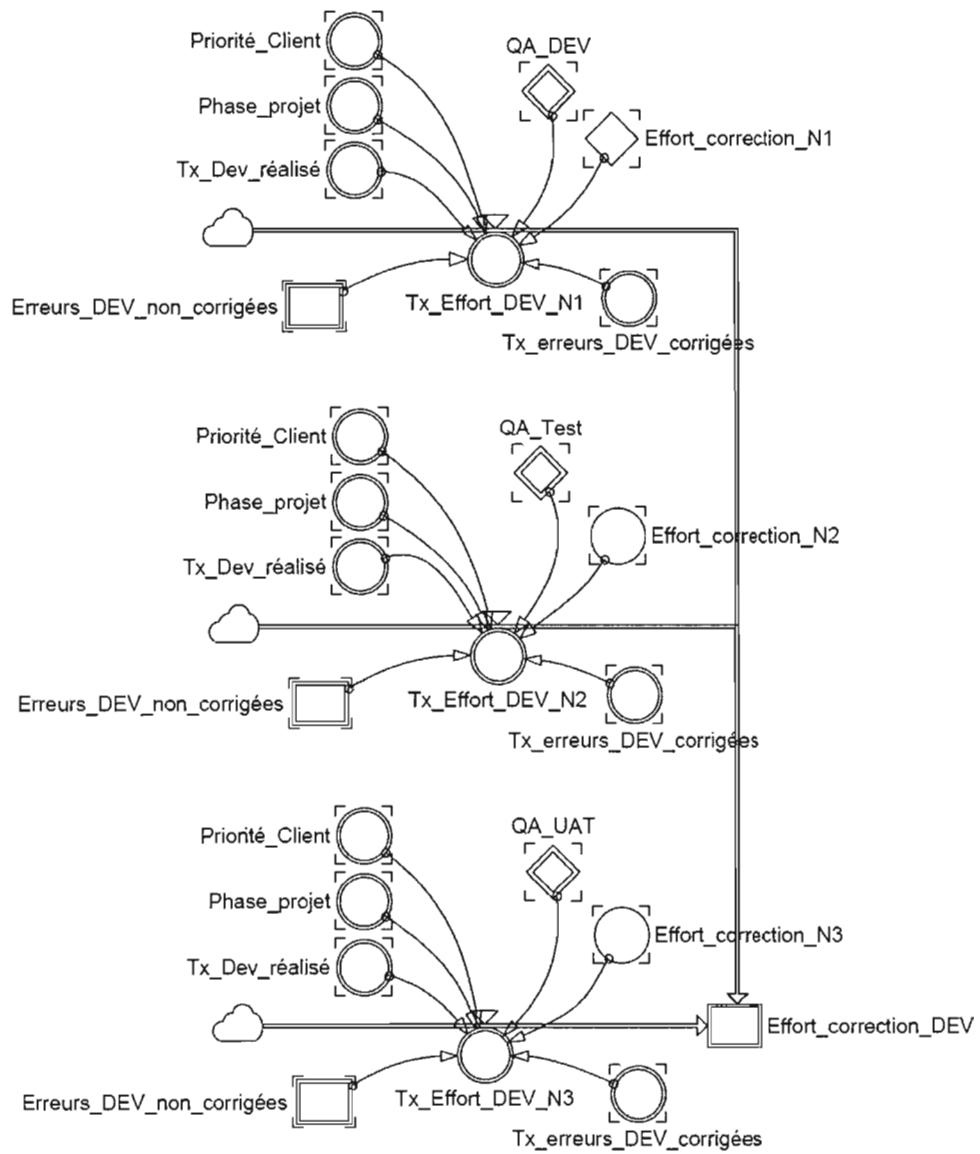 Priorité_Client
QA_DEV
Phase_projet
Effort_correction_N1
Tx_Dev_réalisé
Erreurs_DEV_non_corrigées
Tx_Effort_DEV_N1
Tx_erreurs_DEV_corrigées
Priorité_Client
QA_Test
Phase_projet
Effort_correction_N2
Tx_Dev_réalisé
Erreurs_DEV_non_corrigées
Tx_Effort_DEV_N2
Tx_erreurs_DEV_corrigées
Priorité_Client
QA_UAT
Phase_projet
Effort_correction_N3
Tx_Dev_réalisé
Effort_correction_DEV
Erreurs_DEV_non_corrigées
Tx_Effort_DEV_N3
Tx_erreurs_DEV_corrigées